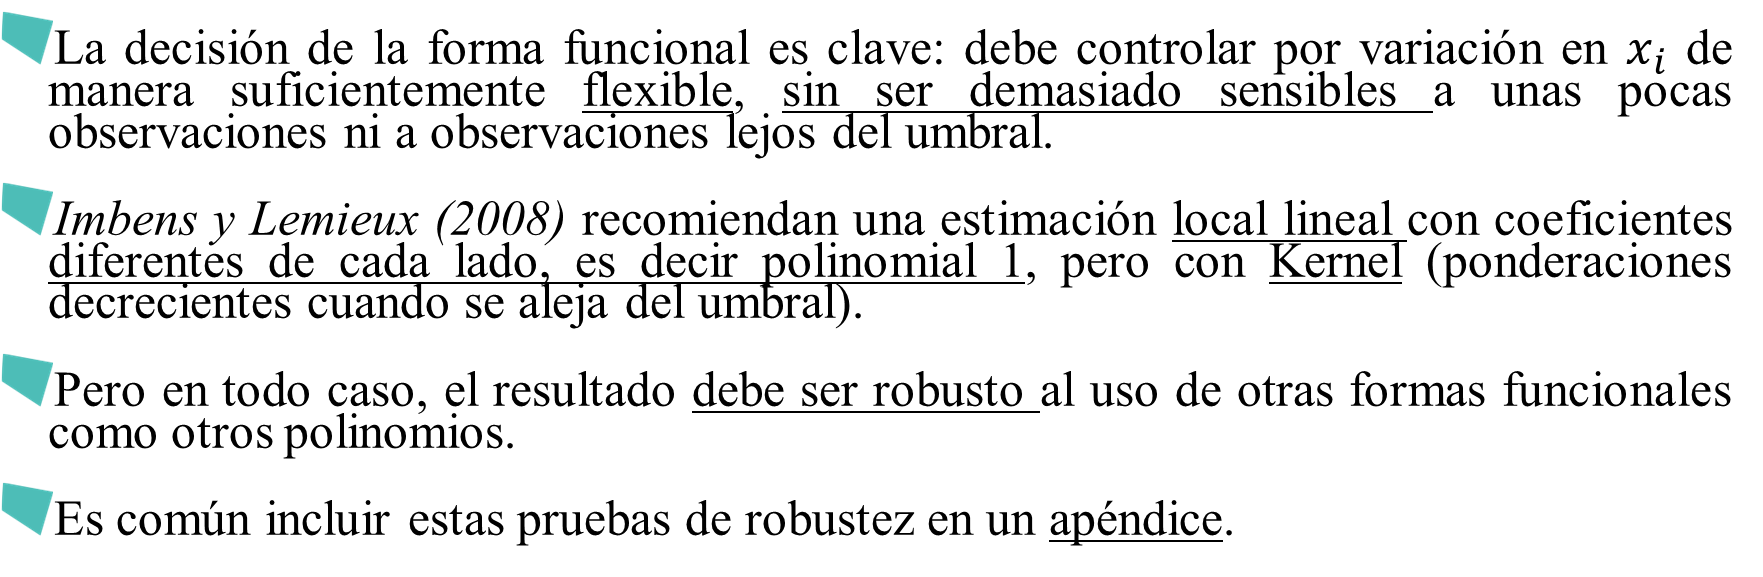 La decisión de la forma funcional es clave: debe controlar por variación en xᵢ de
manera suficientemente flexible, sin ser demasiado sensibles a unas pocas
observaciones ni a observaciones lejos del umbral.
Imbens y Lemieux (2008) recomiendan una estimación local lineal con coeficientes
diferentes de cada lado, es decir polinomial 1, pero con Kernel (ponderaciones
decrecientes cuando se aleja del umbral).
Pero en todo caso, el resultado debe ser robusto al uso de otras formas funcionales
como otros polinomios.
Es común incluir estas pruebas de robustez en un apéndice.